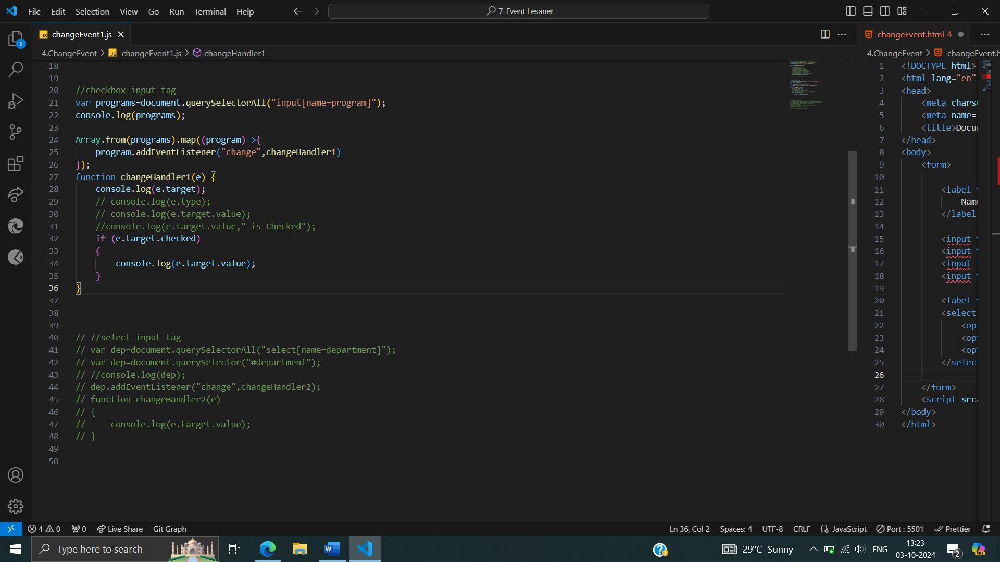 File Edit Selection View Go Run Terminal Help
7_Event Lesaner
1
changeEvent1.js
changeEvent.html 4
4.ChangeEvent > changeEvent1.js > changeHandler1
4.ChangeEvent > changeEvent.h
18
19
20 //checkbox input tag
21 var programs=document.querySelectorAll("input[name=program]");
22 console.log(programs);
23
24 Array.from(programs).map((program)=>{
25 program.addEventListener("change",changeHandler1)
26 });
27 function changeHandler1(e) {
28 console.log(e.target);
29 // console.log(e.type);
30 // console.log(e.target.value);
31 //console.log(e.target.value," is Checked");
32 if (e.target.checked)
33 {
34 console.log(e.target.value);
35 }
36 }
37
38
39
40 // //select input tag
41 // var dep=document.querySelectorAll("select[name=department]");
42 // var dep=document.querySelector("#department");
43 // //console.log(dep);
44 // dep.addEventListener("change",changeHandler2);
45 // function changeHandler2(e)
46 // {
47 // console.log(e.target.value);
48 // }
49
50
1 <!DOCTYPE html>
2 <html lang="en"
3 <head>
4 <meta charse
5 <meta name="
6 <title>Docum
7 </head>
8 <body>
9 <form>
10
11 <label f
12 Name
13 </label>
14
15 <input t
16 <input t
17 <input t
18 <input t
19
20 <label f
21 <select
22 <opt
23 <opt
24 <opt
25 </select
26
27 </form>
28 <script src=
29 </body>
30 </html>
4 0 0 Live Share Git Graph
Ln 36, Col 2 Spaces: 4 UTF-8 CRLF JavaScript Port : 5501 Prettier
Type here to search
29°C Sunny
ENG
13:23
03-10-2024
2
PRE